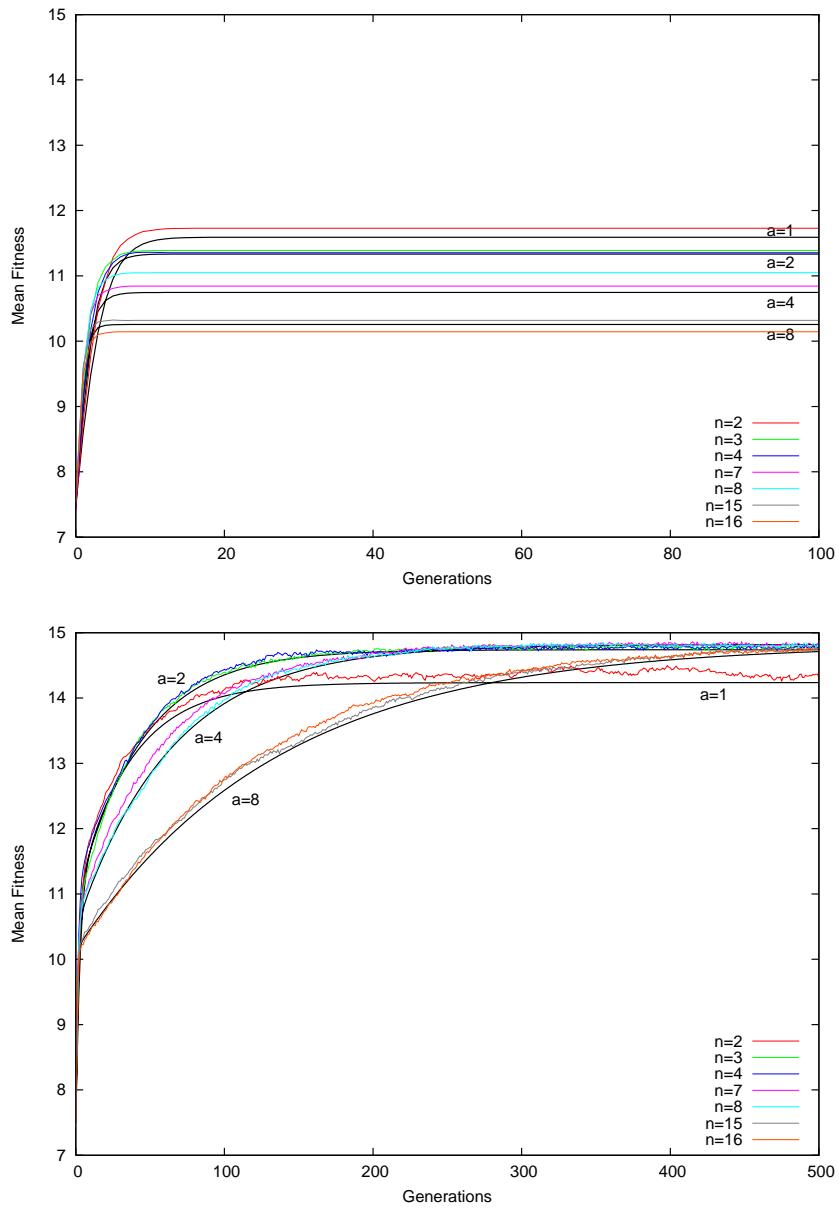 15
14
13
12
11
10
9
8
7
Mean Fitness
a=1
a=2
a=4
a=8
n=2
n=3
n=4
n=7
n=8
n=15
n=16
0 20 40 60 80 100
Generations
15
14
13
12
11
10
9
8
7
Mean Fitness
a=2
a=1
a=4
a=8
n=2
n=3
n=4
n=7
n=8
n=15
n=16
0 100 200 300 400 500
Generations